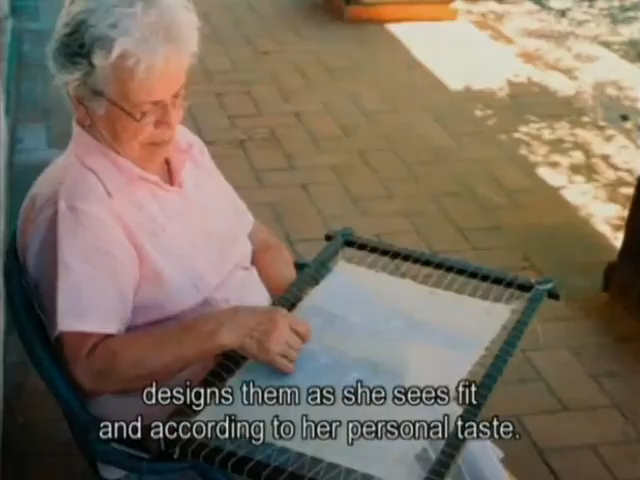 designs them as she sees fit
and according to her personal taste.